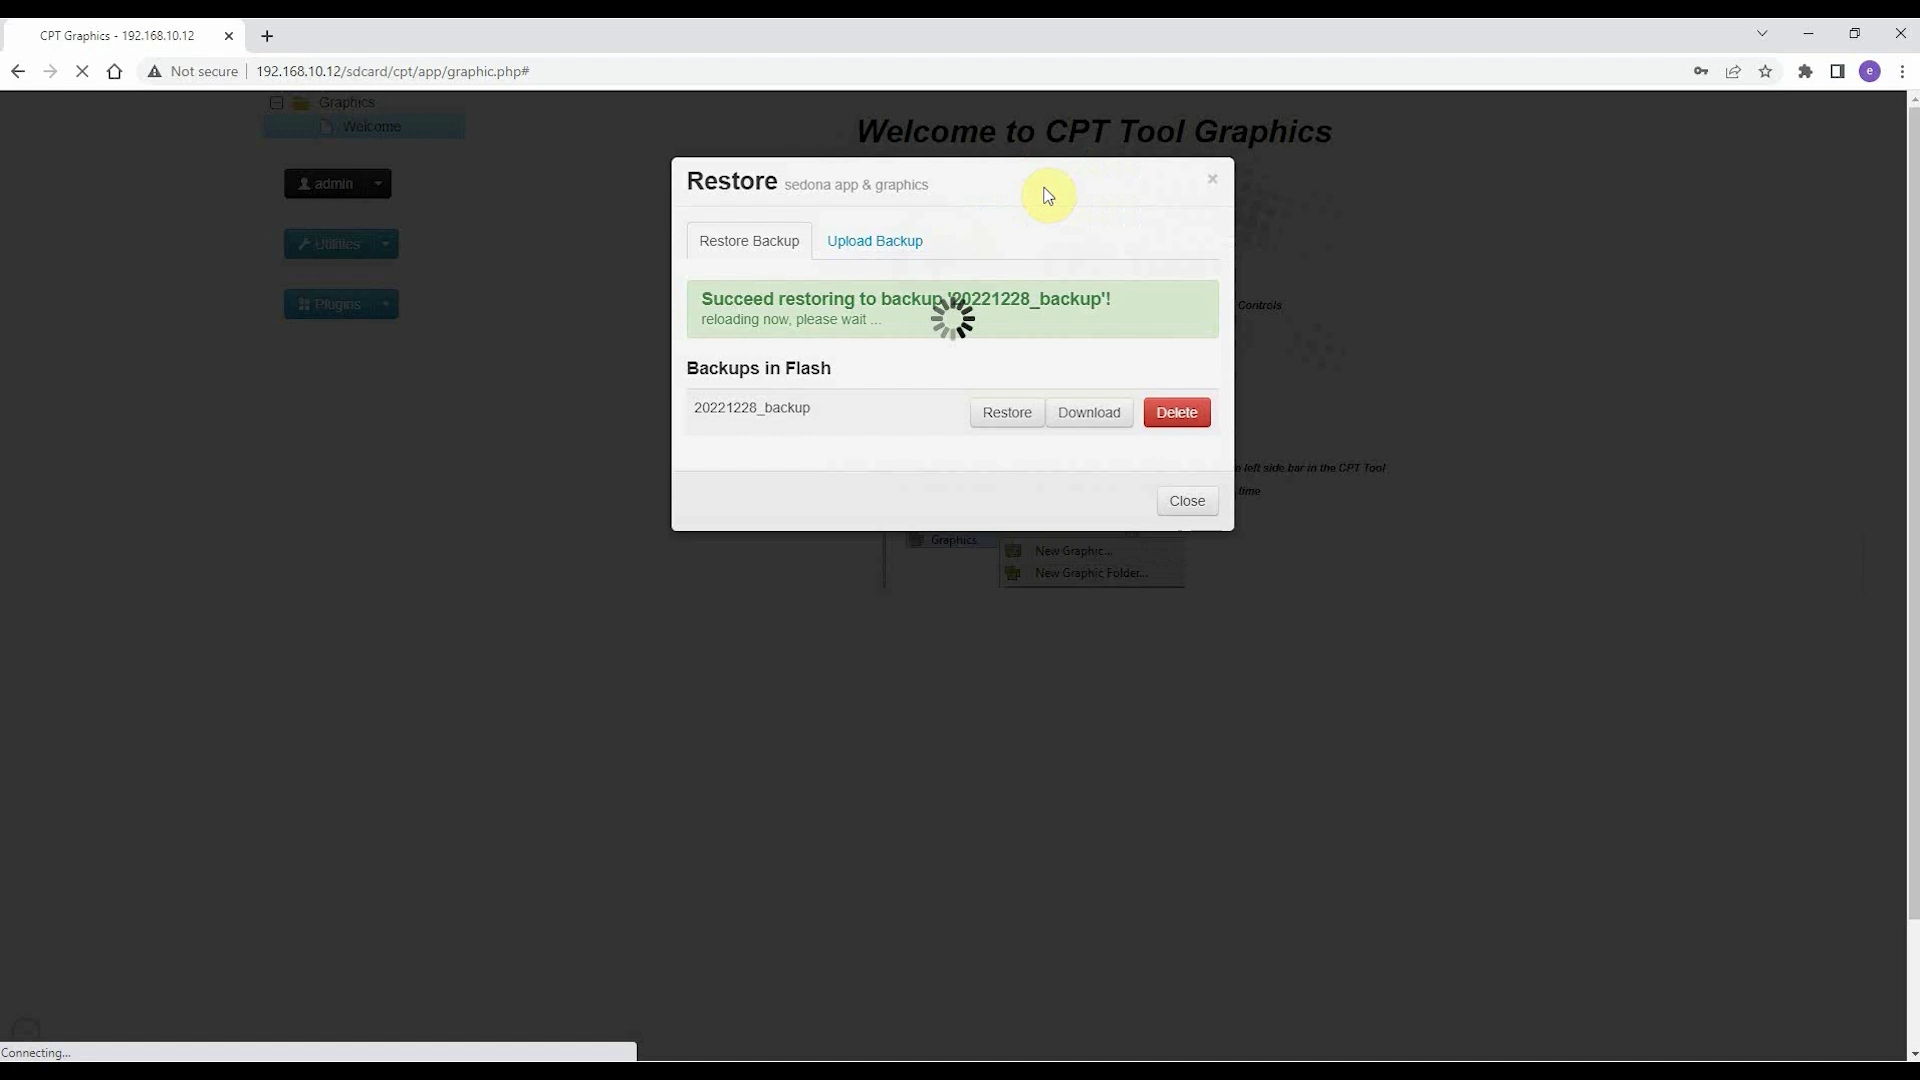 CPT Graphics - 192.168.10.12
Not secure
192.168.10.12/sdcard/cpt/app/graphic.php#
e
Graphics
Welcome
admin
Utilities
Plugins
Welcome to CPT Tool Graphics
Restore sedona app & graphics
×
Restore Backup
Upload Backup
Succeed restoring to backup '20221228_backup'!
reloading now, please wait ...
Controls
Backups in Flash
20221228_backup
Restore
Download
Delete
left side bar in the CPT Tool
time
Close
Graphics
New Graphic...
New Graphic Folder...
Connecting...